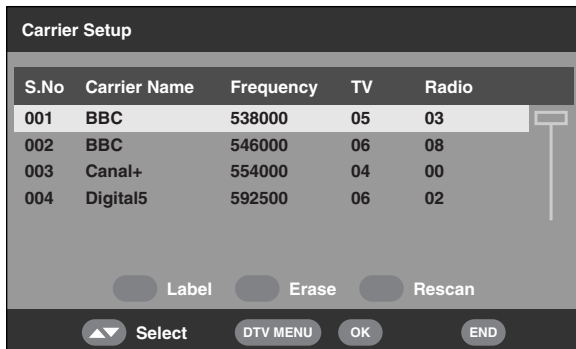 Carrier Setup
S.No Carrier Name Frequency TV Radio
001 BBC 538000 05 03
002 BBC 546000 06 08
003 Canal+ 554000 04 00
004 Digital5 592500 06 02
Label Erase Rescan
Select DTV MENU OK END